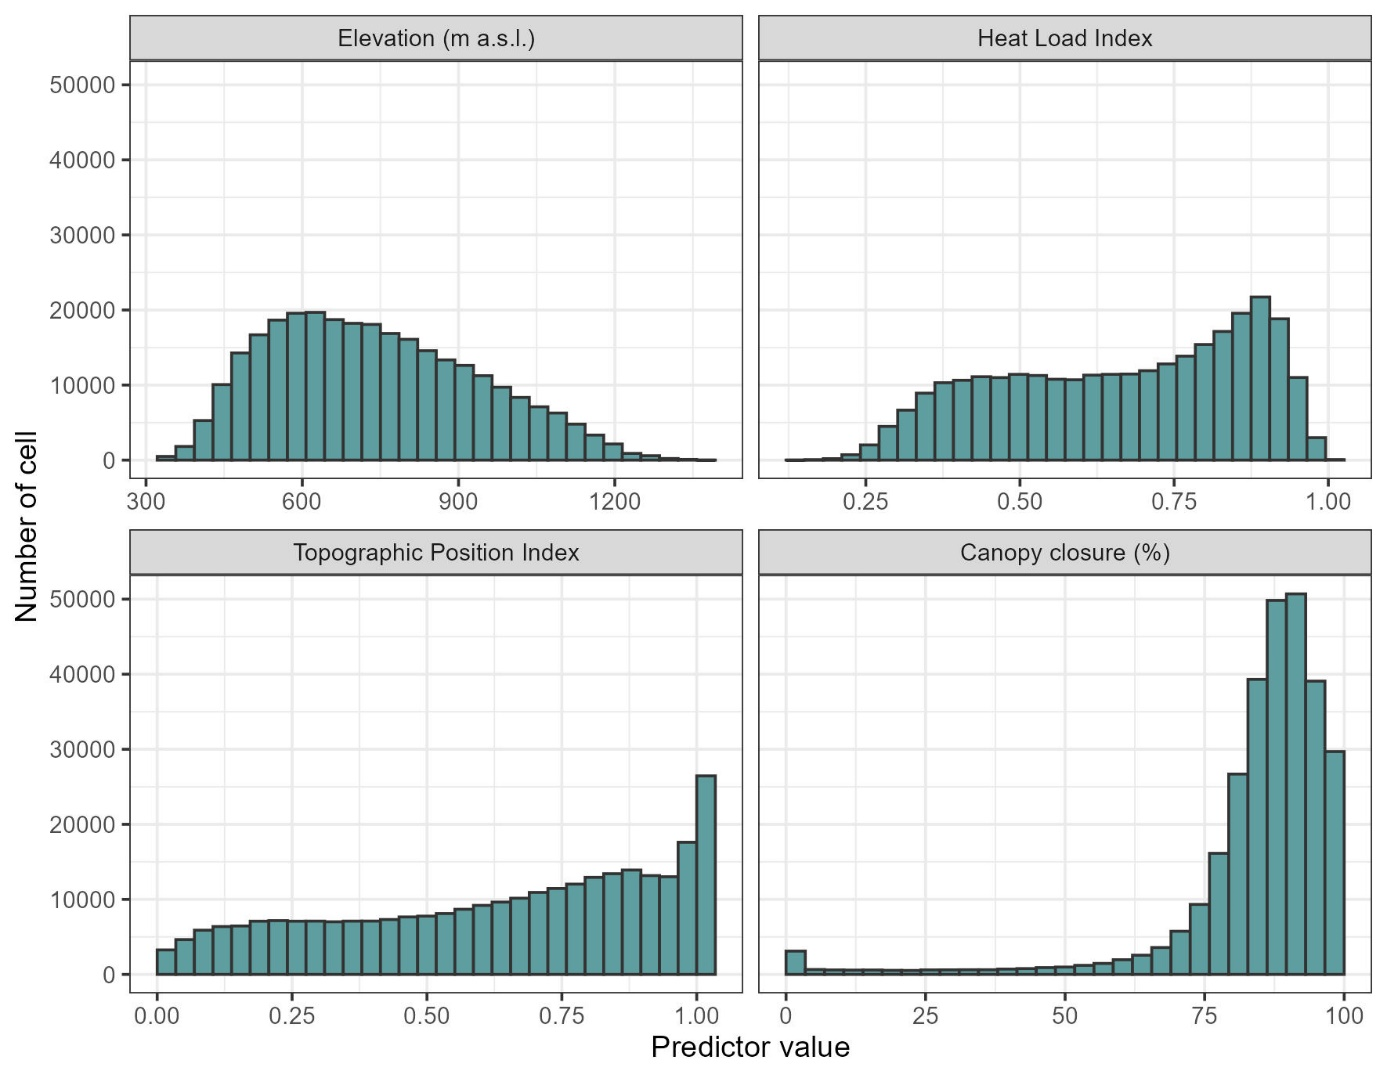 Elevation (m a.s.l.)
Heat Load Index
50000
40000
30000
20000
10000
0
300 600 900 1200
0.25 0.50 0.75 1.00
Topographic Position Index
Canopy closure (%)
50000
40000
30000
20000
10000
0
0.00 0.25 0.50 0.75 1.00
0 25 50 75 100
Number of cell
Predictor value